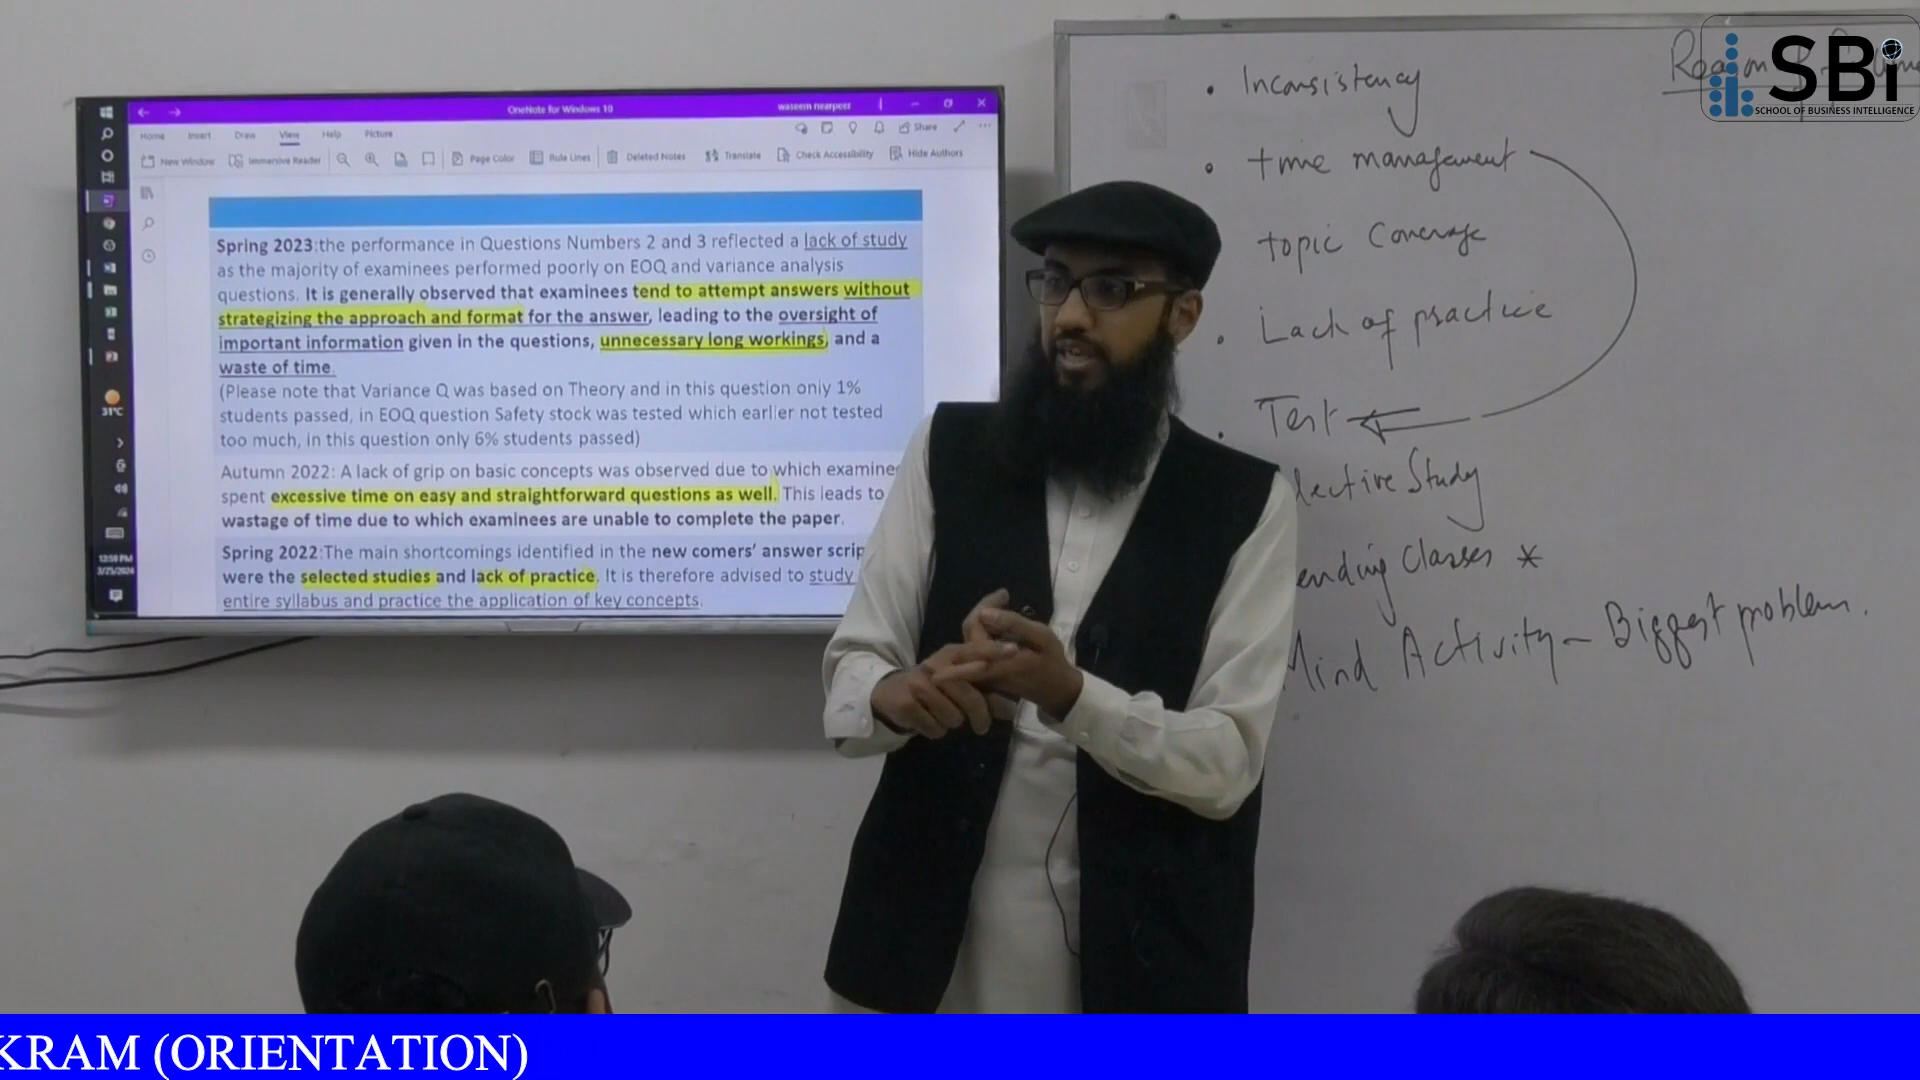 OneNote for Windows 10
waseem nearpeer
Home Insert Draw View Help Picture
Share
New Window Immersive Reader Page Color Rule Lines Deleted Notes Translate Check Accessibility Hide Authors
Spring 2023:the performance in Questions Numbers 2 and 3 reflected a lack of study
as the majority of examinees performed poorly on EOQ and variance analysis
questions. It is generally observed that examinees tend to attempt answers without
strategizing the approach and format for the answer, leading to the oversight of
important information given in the questions, unnecessary long workings, and a
waste of time.
(Please note that Variance Q was based on Theory and in this question only 1%
students passed, in EOQ question Safety stock was tested which earlier not tested
too much, in this question only 6% students passed)
Autumn 2022: A lack of grip on basic concepts was observed due to which examine
spent excessive time on easy and straightforward questions as well. This leads to
wastage of time due to which examinees are unable to complete the paper.
Spring 2022:The main shortcomings identified in the new comers' answer scrip
were the selected studies and lack of practice. It is therefore advised to study
entire syllabus and practice the application of key concepts.
31°C
12:59 PM
3/25/2024
Inconsistency
time management
topic Coverage
Lack of practice
Test
lective Study
ending Classes *
Mind Activity - Biggest problem.
SBi
SCHOOL OF BUSINESS INTELLIGENCE
KRAM (ORIENTATION)